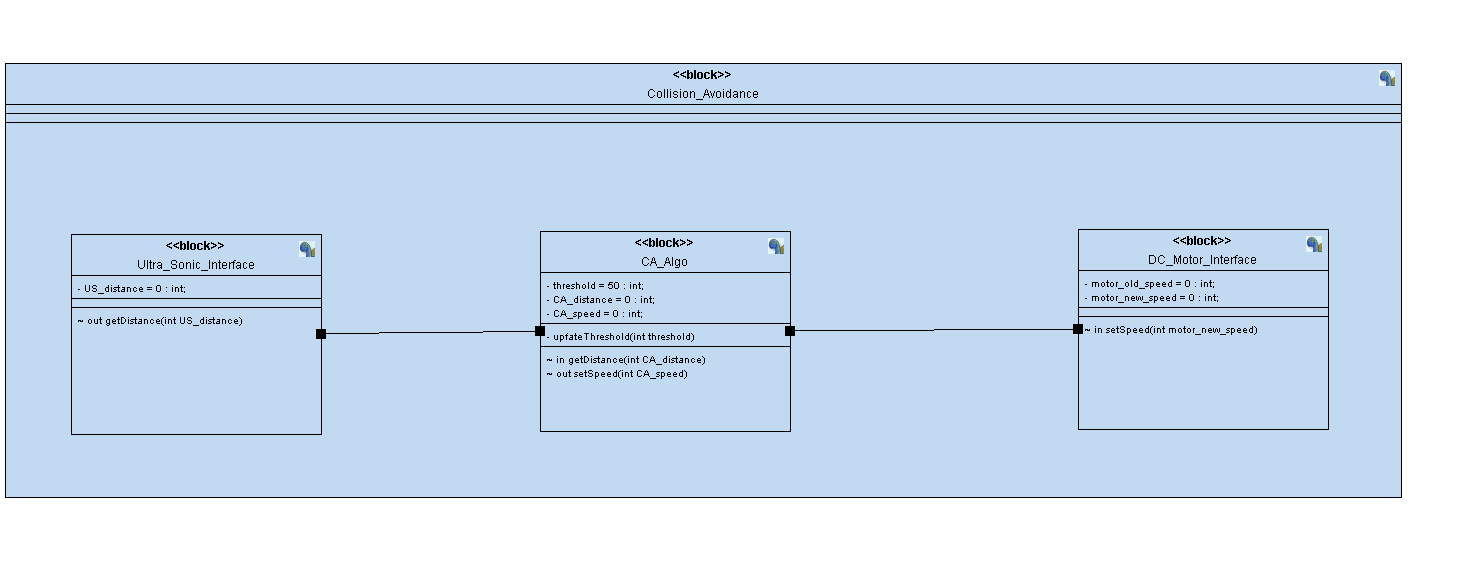 <<block>>
Collision_Avoidance
<<block>>
Ultra_Sonic_Interface
- US_distance = 0 : int;
~ out getDistance(int US_distance)
<<block>>
CA_Algo
- threshold = 50 : int;
- CA_distance = 0 : int;
- CA_speed = 0 : int;
- upfateThreshold(int threshold)
~ in getDistance(int CA_distance)
~ out setSpeed(int CA_speed)
<<block>>
DC_Motor_Interface
- motor_old_speed = 0 : int;
- motor_new_speed = 0 : int;
~ in setSpeed(int motor_new_speed)